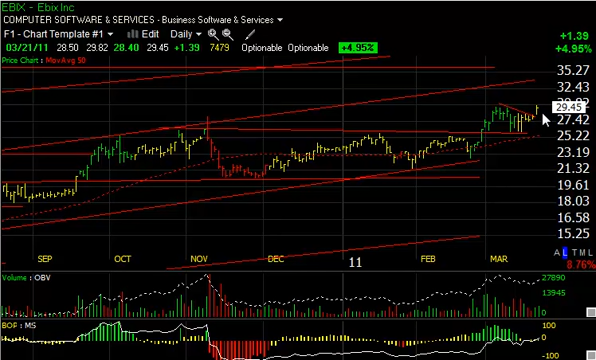 EBIX - Ebix Inc
COMPUTER SOFTWARE & SERVICES - Business Software & Services
F1 - Chart Template #1 Edit Daily
+1.39
03/21/11 28.50 29.82 28.40 29.45 +1.39 7479 Optionable Optionable +4.95% +4.95%
Price Chart : MovAvg 50
35.27
32.43
29.45
27.42
25.22
23.19
21.32
19.61
18.03
16.58
15.25
A L T M L
SEP OCT NOV DEC 11 FEB MAR
8.76%
Volume : OBV
27890
13945
BOF : MS
100
0
-100